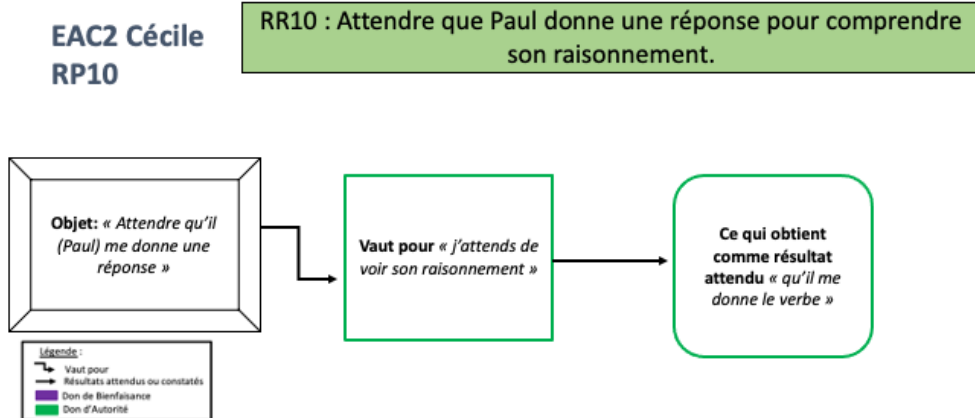 EAC2 Cécile
RP10
RR10 : Attendre que Paul donne une réponse pour comprendre
son raisonnement.
Objet: « Attendre qu’il
(Paul) me donne une
réponse »
Vaut pour « j’attends de
voir son raisonnement »
Ce qui obtient
comme résultat
attendu « qu’il me
donne le verbe »
Légende :
Vaut pour
Résultats attendus ou constatés
Don de Bienfaisance
Don d’Autorité